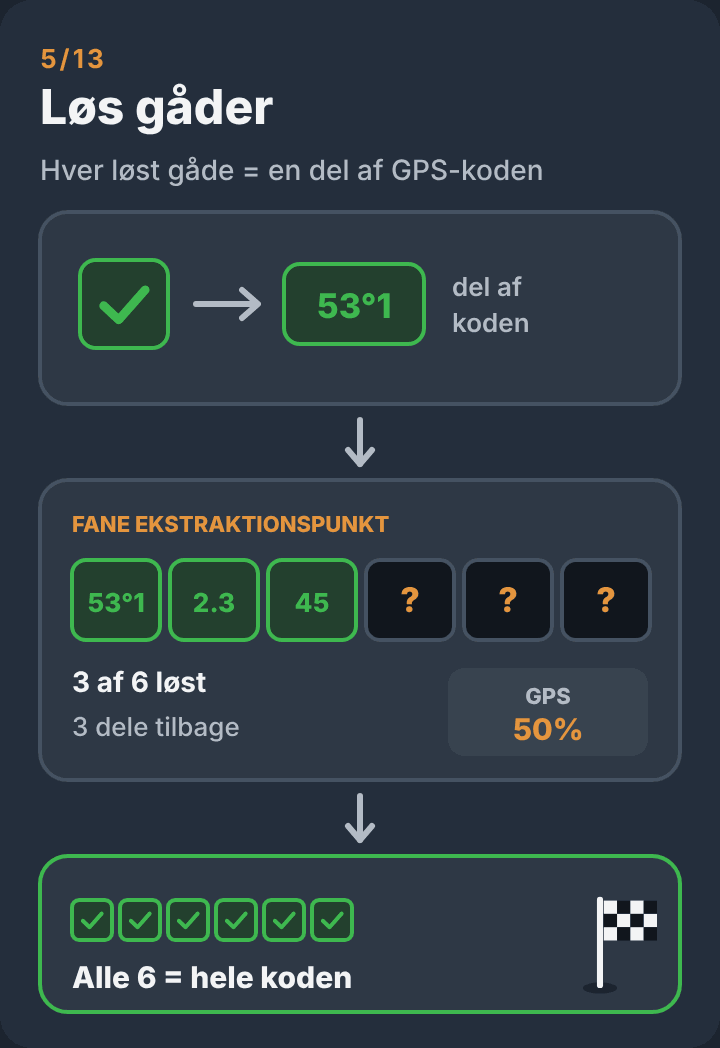 5/13
Løs gåder
Hver løst gåde = en del af GPS-koden
53°1
del af
koden
FANE EKSTRAKTIONSPUNKT
53°1 2.3 45 ? ? ?
3 af 6 løst
3 dele tilbage
GPS
50%
Alle 6 = hele koden